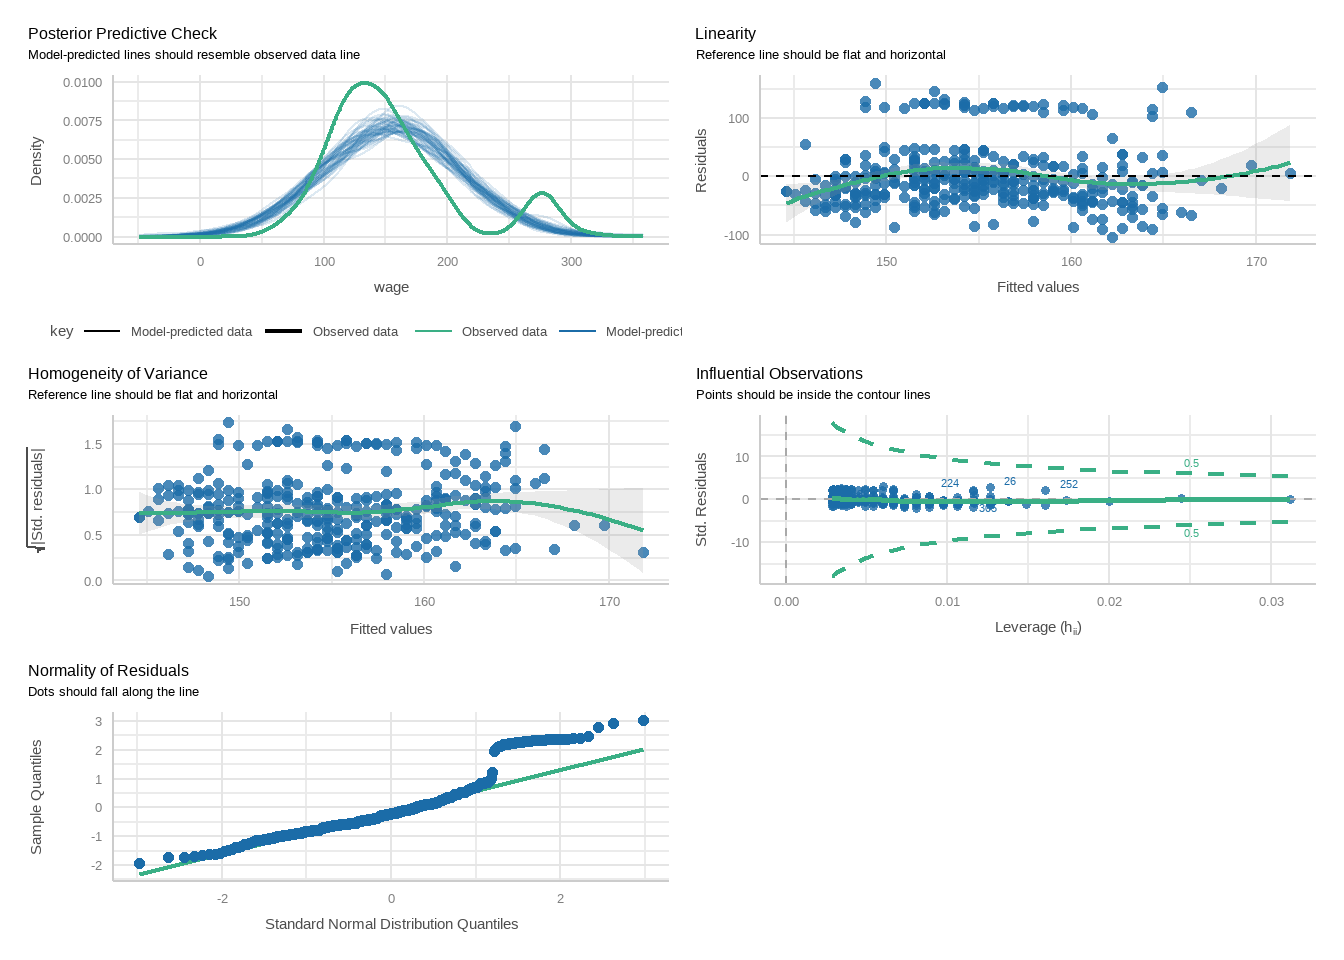 Posterior Predictive Check
Model-predicted lines should resemble observed data line
0.0100
0.0075
0.0050
0.0025
0.0000
Density
0 100 200 300
wage
key Model-predicted data Observed data Observed data Model-predict
Linearity
Reference line should be flat and horizontal
100
0
-100
Residuals
150 160 170
Fitted values
Homogeneity of Variance
Reference line should be flat and horizontal
1.5
1.0
0.5
0.0
√|Std. residuals|
150 160 170
Fitted values
Influential Observations
Points should be inside the contour lines
10
0
-10
Std. Residuals
0.5
224 26 252
365
0.5
0.00 0.01 0.02 0.03
Leverage (hii)
Normality of Residuals
Dots should fall along the line
3
2
1
0
-1
-2
Sample Quantiles
-2 0 2
Standard Normal Distribution Quantiles